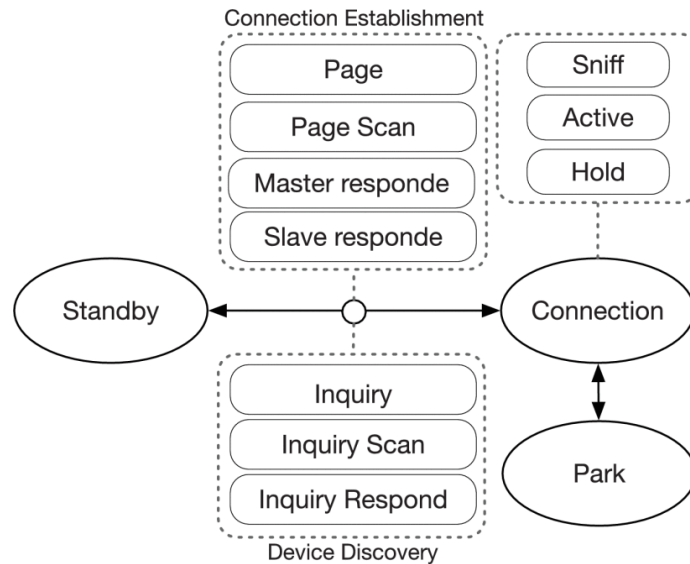 Connection Establishment
Page
Page Scan
Master responde
Slave responde
Sniff
Active
Hold
Standby
Connection
Inquiry
Inquiry Scan
Inquiry Respond
Park
Device Discovery